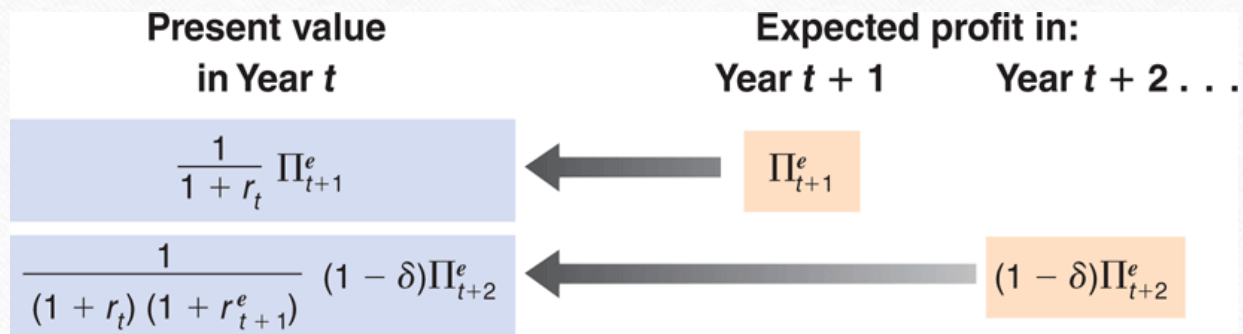 Present value Expected profit in:
in Year t Year t + 1 Year t + 2 . . .
1/(1 + r_t) Π^e_{t+1} Π^e_{t+1}
1/((1 + r_t) (1 + r^e_{t+1})) (1 − δ)Π^e_{t+2} (1 − δ)Π^e_{t+2}